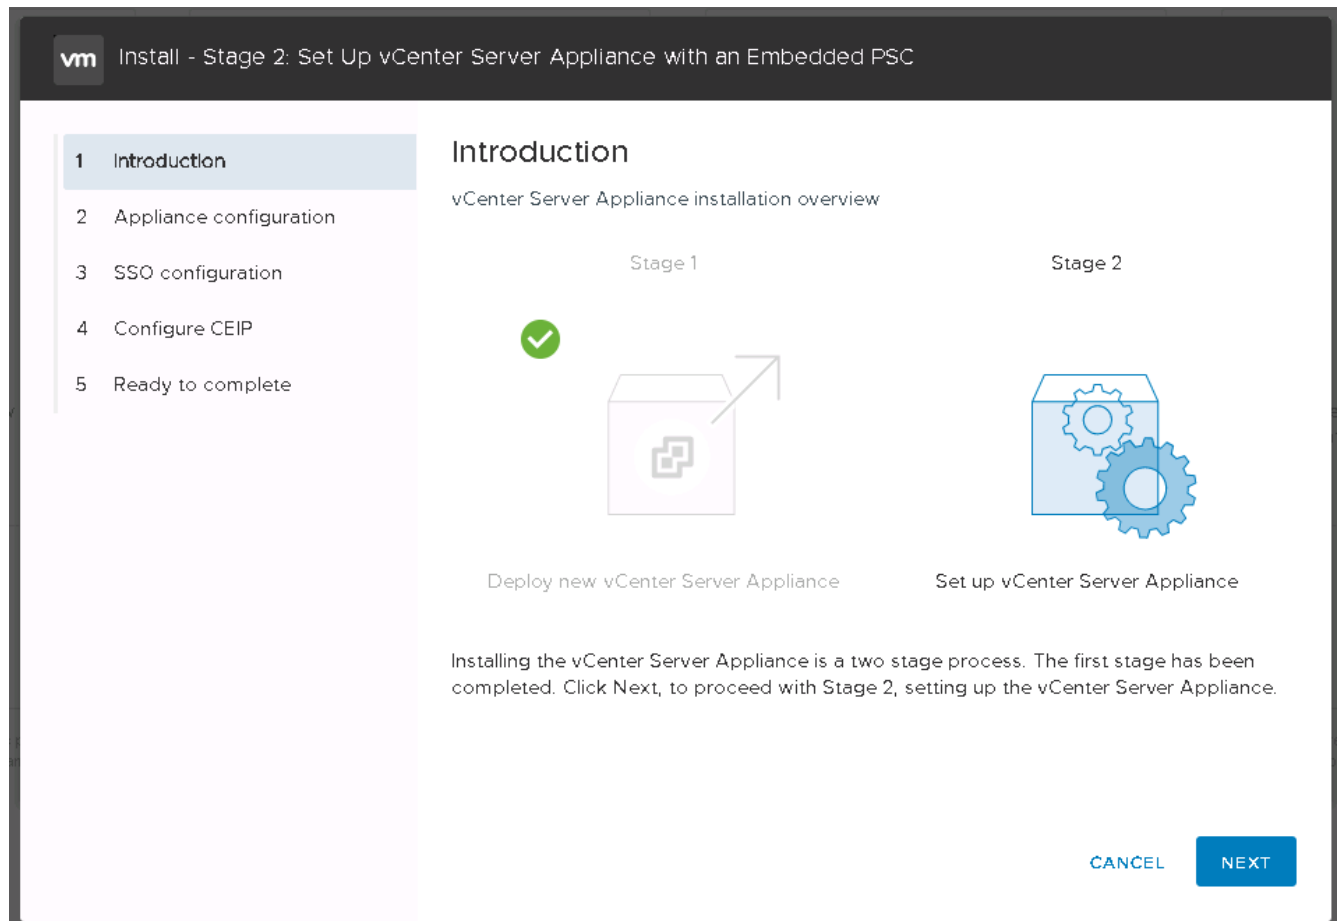 vm Install - Stage 2: Set Up vCenter Server Appliance with an Embedded PSC
1 Introduction
2 Appliance configuration
3 SSO configuration
4 Configure CEIP
5 Ready to complete
Introduction
vCenter Server Appliance installation overview
Stage 1
Stage 2
Deploy new vCenter Server Appliance
Set up vCenter Server Appliance
Installing the vCenter Server Appliance is a two stage process. The first stage has been
completed. Click Next, to proceed with Stage 2, setting up the vCenter Server Appliance.
CANCEL
NEXT